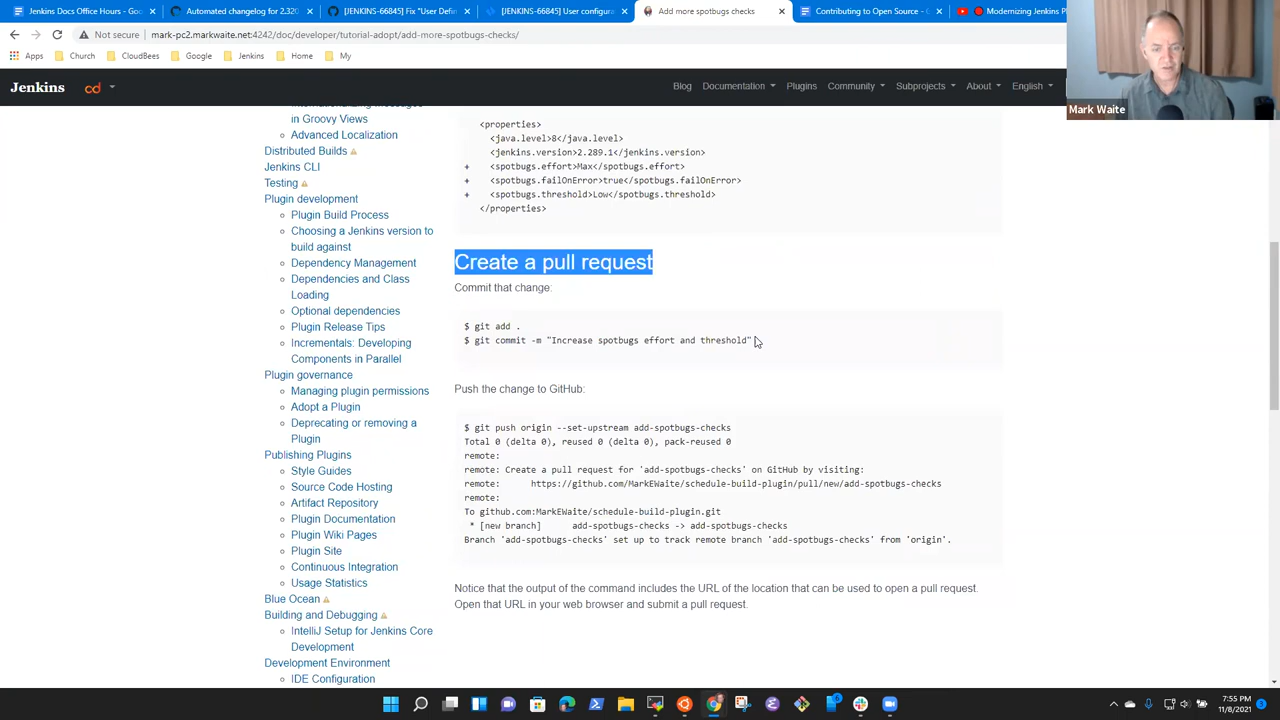 Jenkins Docs Office Hours - Goo
Automated changelog for 2.320
[JENKINS-66845] Fix "User Defin
[JENKINS-66845] User configura
Add more spotbugs checks
Contributing to Open Source - G
Modernizing Jenkins Pl
Not secure | mark-pc2.markwaite.net:4242/doc/developer/tutorial-adopt/add-more-spotbugs-checks/
Apps Church CloudBees Google Jenkins Home My
Mark Waite
Jenkins cd Blog Documentation Plugins Community Subprojects About English
Internationalizing Messages
in Groovy Views
Advanced Localization
Distributed Builds
Jenkins CLI
Testing
Plugin development
Plugin Build Process
Choosing a Jenkins version to
build against
Dependency Management
Dependencies and Class
Loading
Optional dependencies
Plugin Release Tips
Incrementals: Developing
Components in Parallel
Plugin governance
Managing plugin permissions
Adopt a Plugin
Deprecating or removing a
Plugin
Publishing Plugins
Style Guides
Source Code Hosting
Artifact Repository
Plugin Documentation
Plugin Wiki Pages
Plugin Site
Continuous Integration
Usage Statistics
Blue Ocean
Building and Debugging
IntelliJ Setup for Jenkins Core
Development
Development Environment
IDE Configuration
<properties>
<java.level>8</java.level>
<jenkins.version>2.289.1</jenkins.version>
+ <spotbugs.effort>Max</spotbugs.effort>
+ <spotbugs.failOnError>true</spotbugs.failOnError>
+ <spotbugs.threshold>Low</spotbugs.threshold>
</properties>
Create a pull request
Commit that change:
$ git add .
$ git commit -m "Increase spotbugs effort and threshold"
Push the change to GitHub:
$ git push origin --set-upstream add-spotbugs-checks
Total 0 (delta 0), reused 0 (delta 0), pack-reused 0
remote:
remote: Create a pull request for 'add-spotbugs-checks' on GitHub by visiting:
remote: https://github.com/MarkEWaite/schedule-build-plugin/pull/new/add-spotbugs-checks
remote:
To github.com:MarkEWaite/schedule-build-plugin.git
* [new branch] add-spotbugs-checks -> add-spotbugs-checks
Branch 'add-spotbugs-checks' set up to track remote branch 'add-spotbugs-checks' from 'origin'.
Notice that the output of the command includes the URL of the location that can be used to open a pull request.
Open that URL in your web browser and submit a pull request.
7:55 PM
11/8/2021